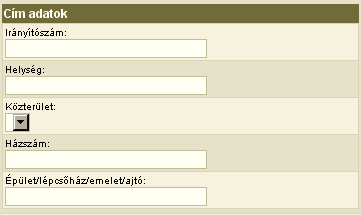 Cím adatok
Irányítószám:
Helység:
Közterület:
Házszám:
Épület/lépcsőház/emelet/ajtó: